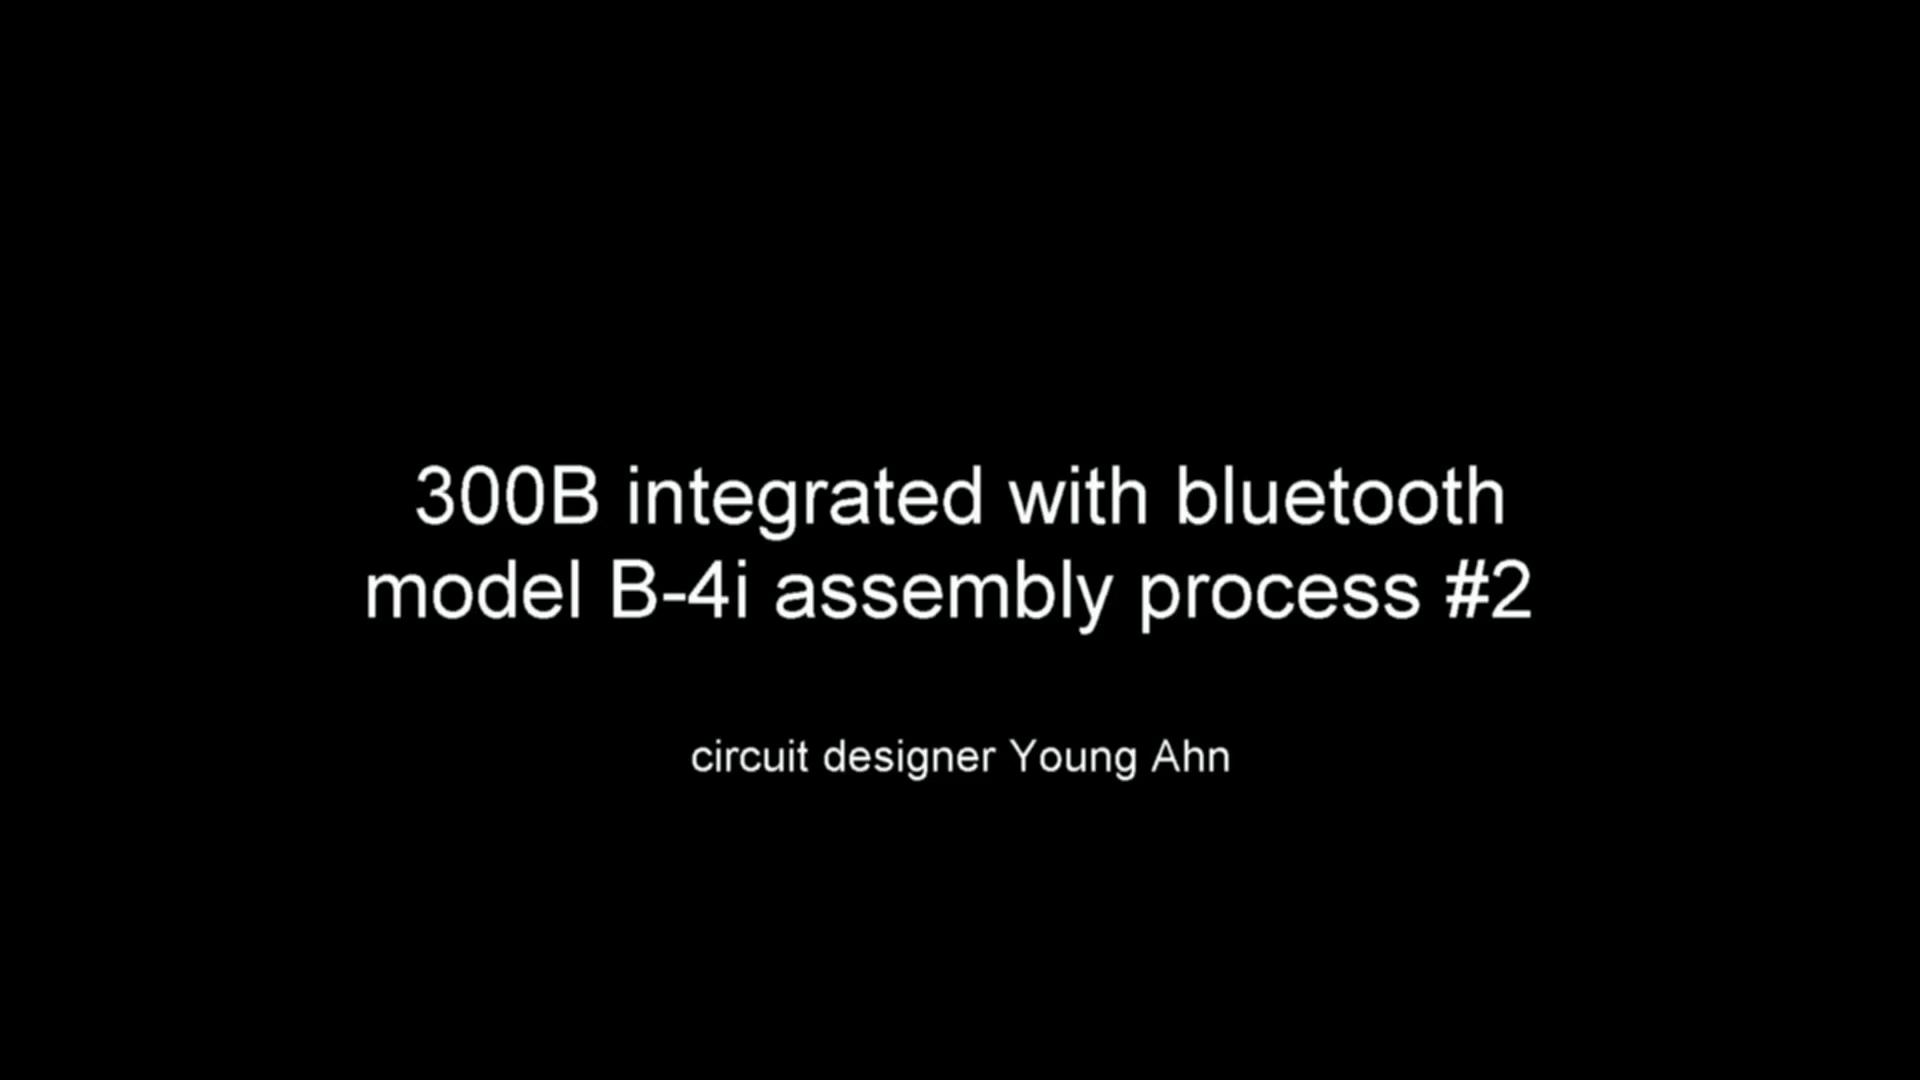 300B integrated with bluetooth
model B-4i assembly process #2
circuit designer Young Ahn